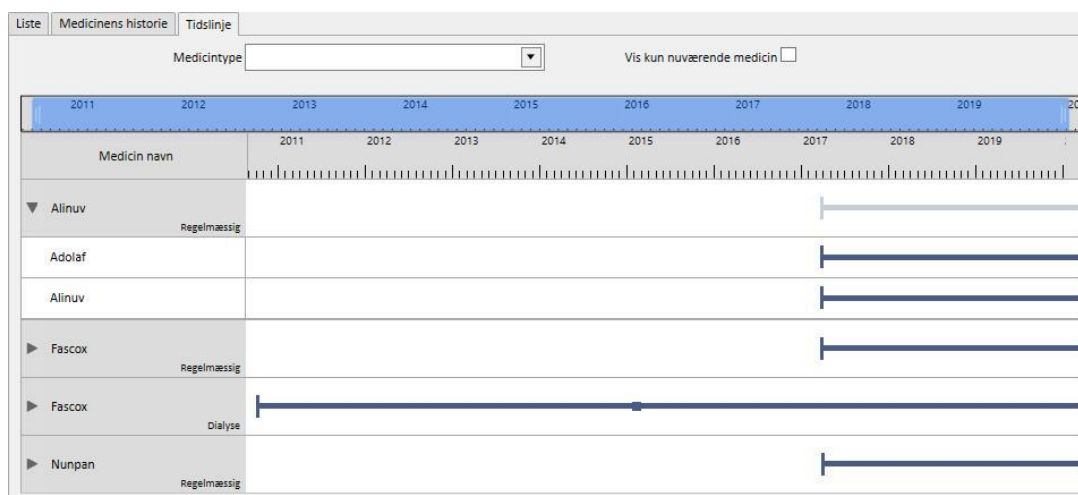 Liste Medicinens historie Tidslinje
Medicintype Vis kun nuværende medicin
2011 2012 2013 2014 2015 2016 2017 2018 2019 20
Medicin navn 2011 2012 2013 2014 2015 2016 2017 2018 2019
Alinuv
Regelmæssig
Adolaf
Alinuv
Fascox
Regelmæssig
Fascox
Dialyse
Nunpan
Regelmæssig